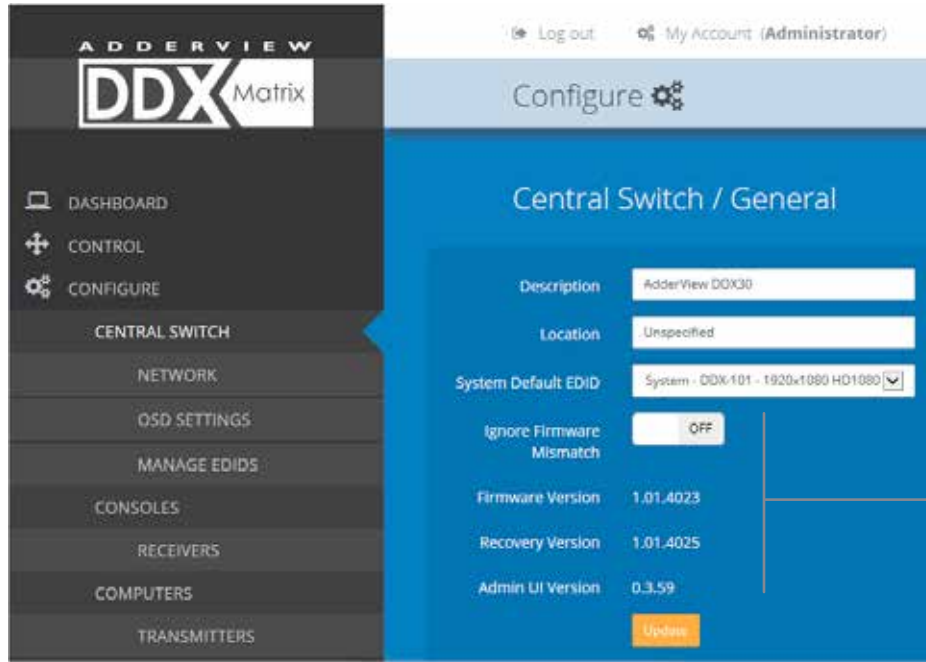 ADDERVIEW
DDX Matrix
Log out My Account (Administrator)
Configure
DASHBOARD
CONTROL
CONFIGURE
CENTRAL SWITCH
NETWORK
OSD SETTINGS
MANAGE EDIDS
CONSOLES
RECEIVERS
COMPUTERS
TRANSMITTERS
Central Switch / General
Description AdderView DDX30
Location Unspecified
System Default EDID System - DDX-101 - 1920x1080 HD1080
Ignore Firmware Mismatch OFF
Firmware Version 1.01.4023
Recovery Version 1.01.4025
Admin UI Version 0.3.59
Update